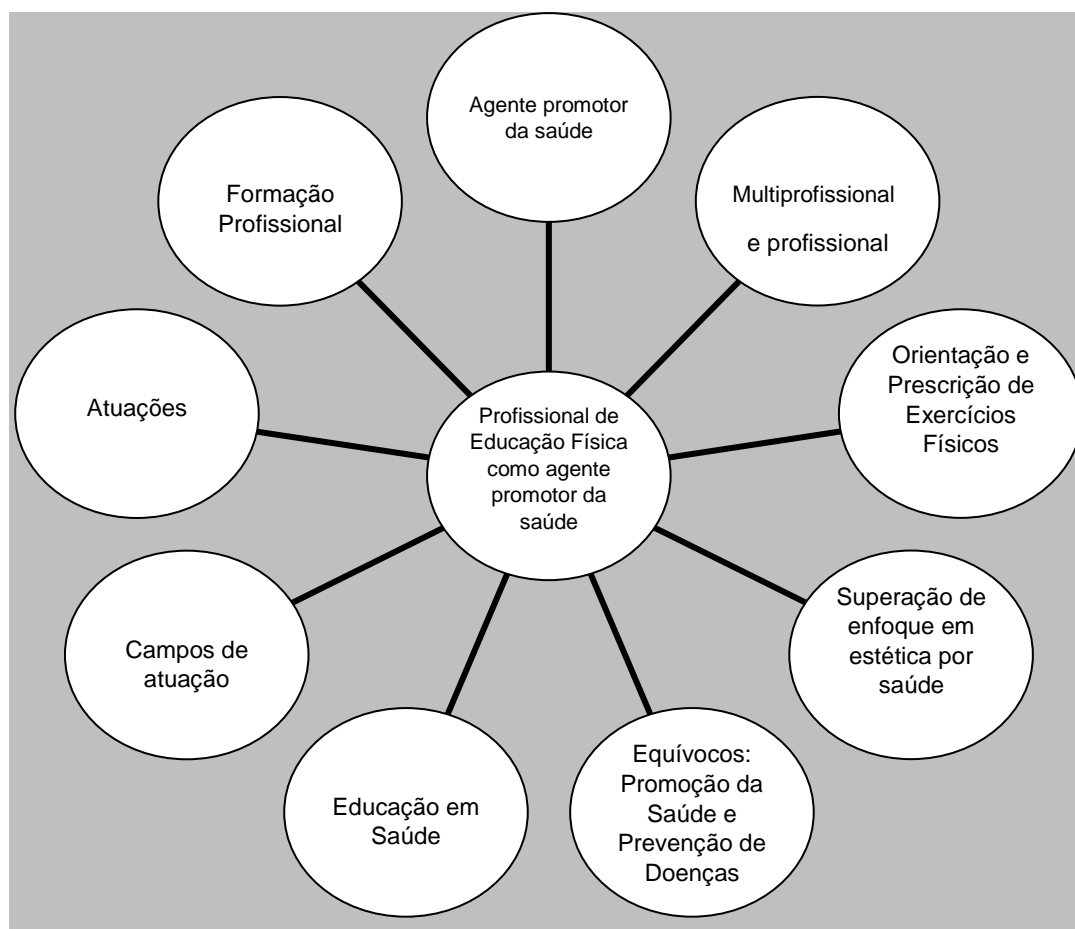 Agente promotor
da saúde
Multiprofissional
e profissional
Orientação e
Prescrição de
Exercícios
Físicos
Superação de
enfoque em
estética por
saúde
Equívocos:
Promoção da
Saúde e
Prevenção de
Doenças
Educação em
Saúde
Campos de
atuação
Atuações
Formação
Profissional
Profissional de
Educação Física
como agente
promotor da
saúde